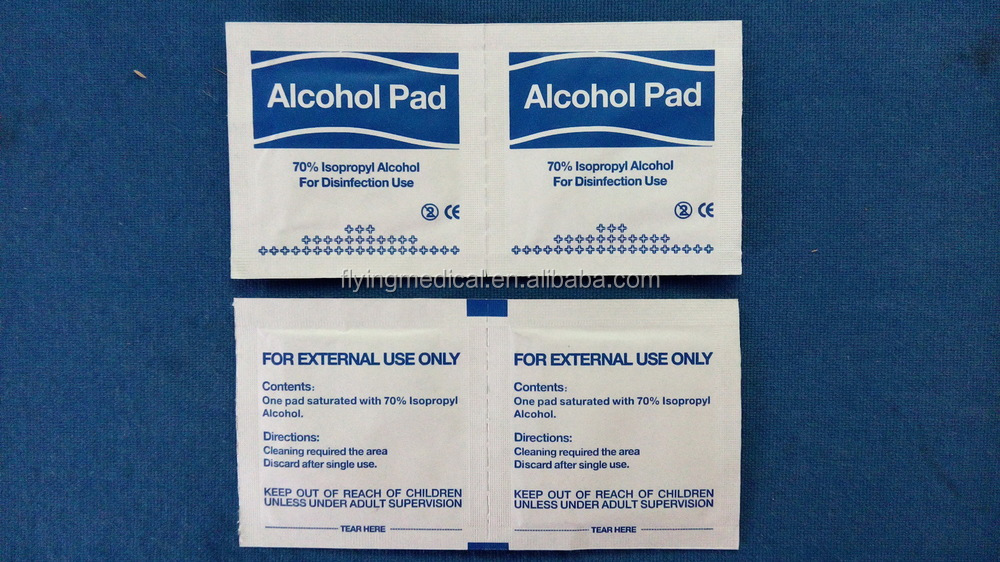 Alcohol Pad
70% Isopropyl Alcohol
For Disinfection Use
2 CE
Alcohol Pad
70% Isopropyl Alcohol
For Disinfection Use
2 CE
flyingmedical.en.alibaba.com
FOR EXTERNAL USE ONLY
Contents:
One pad saturated with 70% Isopropyl
Alcohol.
Directions:
Cleaning required the area
Discard after single use.
KEEP OUT OF REACH OF CHILDREN
UNLESS UNDER ADULT SUPERVISION
TEAR HERE
FOR EXTERNAL USE ONLY
Contents:
One pad saturated with 70% Isopropyl
Alcohol.
Directions:
Cleaning required the area
Discard after single use.
KEEP OUT OF REACH OF CHILDREN
UNLESS UNDER ADULT SUPERVISION
TEAR HERE